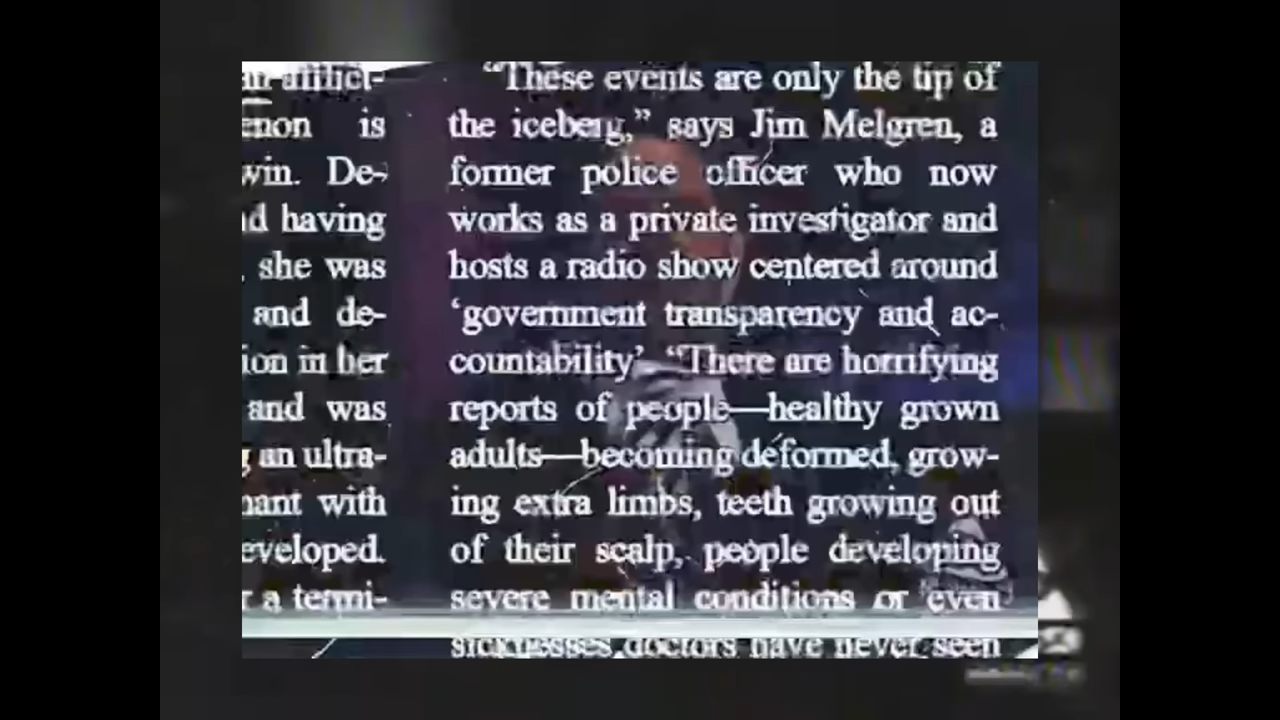 enon is
win. De-
d having
, she was
and de-
ion in her
and was
g an ultra-
nant with
eveloped.
r a termi-
“These events are only the tip of
the iceberg,” says Jim Melgren, a
former police officer who now
works as a private investigator and
hosts a radio show centered around
‘government transparency and ac-
countability’ “There are horrifying
reports of people—healthy grown
adults—becoming deformed, grow-
ing extra limbs, teeth growing out
of their scalp, people developing
severe mental conditions or even
sicknesses doctors have never seen